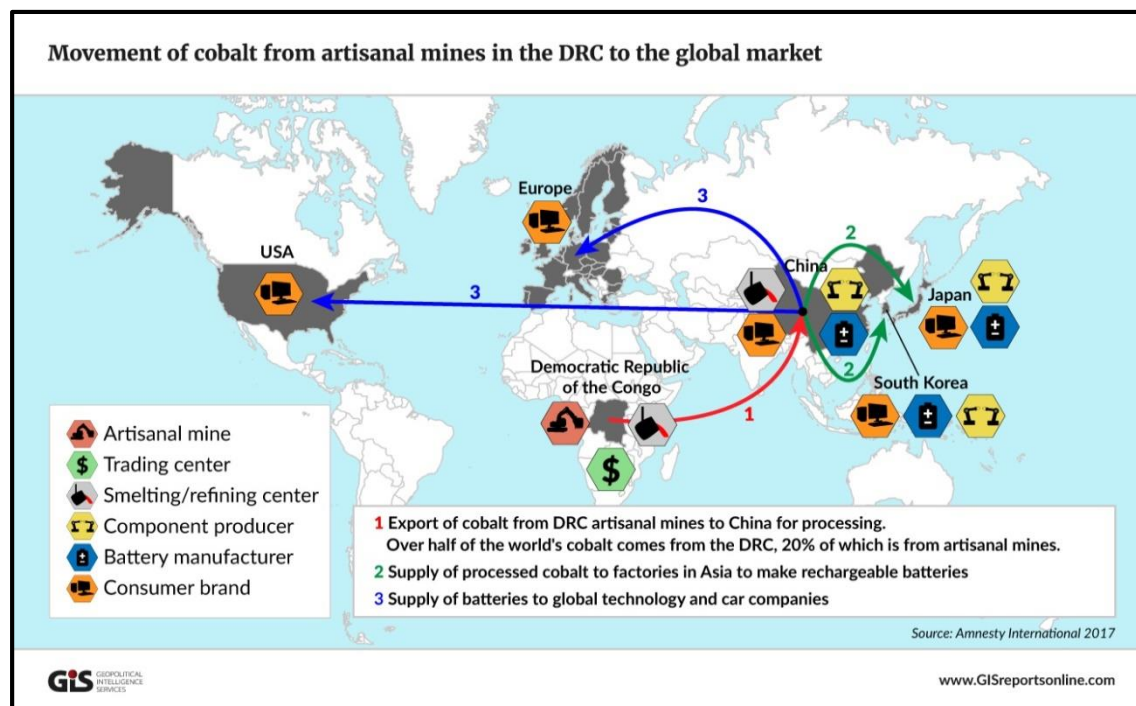 Movement of cobalt from artisanal mines in the DRC to the global market
Europe
3
2
USA
China
3
Japan
Democratic Republic
of the Congo
2
South Korea
1
$
Artisanal mine
$ Trading center
Smelting/refining center
Component producer
Battery manufacturer
Consumer brand
1 Export of cobalt from DRC artisanal mines to China for processing.
Over half of the world's cobalt comes from the DRC, 20% of which is from artisanal mines.
2 Supply of processed cobalt to factories in Asia to make rechargeable batteries
3 Supply of batteries to global technology and car companies
Source: Amnesty International 2017
GIS
GEOPOLITICAL
INTELLIGENCE
SERVICES
www.GISreportsonline.com